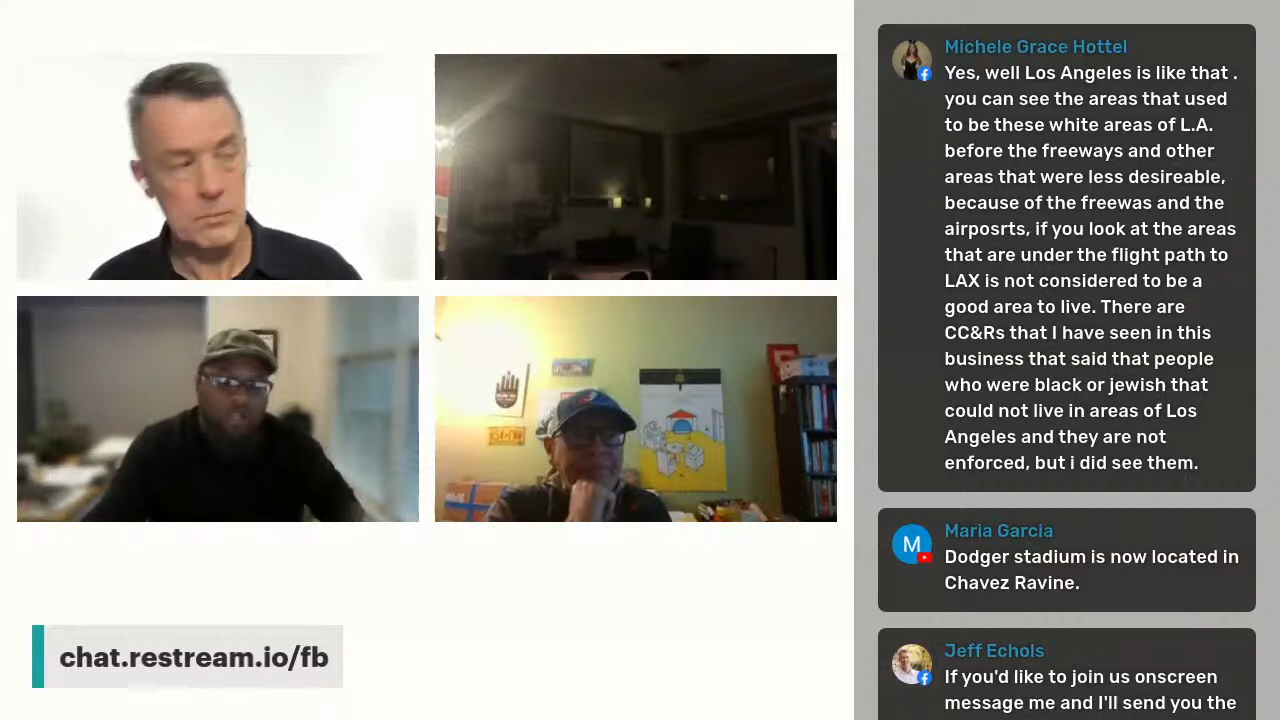 Michele Grace Hottel
Yes, well Los Angeles is like that .
you can see the areas that used
to be these white areas of L.A.
before the freeways and other
areas that were less desireable,
because of the freewas and the
airposrts, if you look at the areas
that are under the flight path to
LAX is not considered to be a
good area to live. There are
CC&Rs that I have seen in this
business that said that people
who were black or jewish that
could not live in areas of Los
Angeles and they are not
enforced, but i did see them.
M
Maria Garcia
Dodger stadium is now located in
Chavez Ravine.
Jeff Echols
If you'd like to join us onscreen
message me and I'll send you the
chat.restream.io/fb